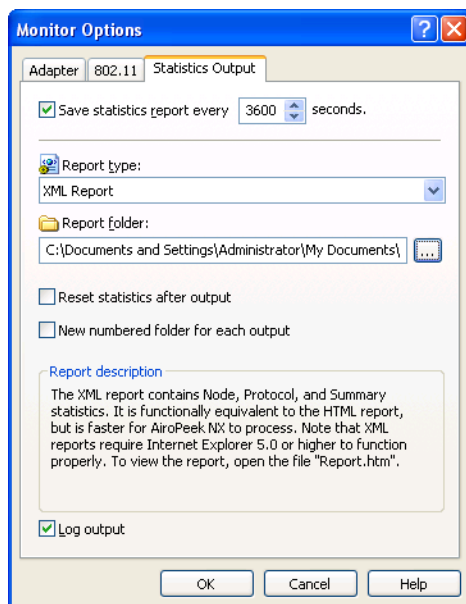 Monitor Options
Adapter 802.11 Statistics Output
Save statistics report every 3600 seconds.
Report type:
XML Report
Report folder:
C:\Documents and Settings\Administrator\My Documents\ ...
Reset statistics after output
New numbered folder for each output
Report description
The XML report contains Node, Protocol, and Summary
statistics. It is functionally equivalent to the HTML report,
but is faster for AiroPeek NX to process. Note that XML
reports require Internet Explorer 5.0 or higher to function
properly. To view the report, open the file "Report.htm".
Log output
OK Cancel Help